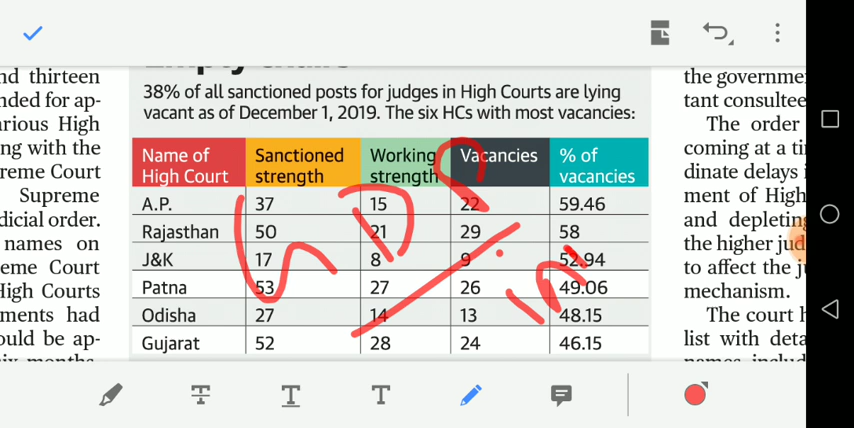 nd thirteen
nded for ap-
arious High
ng with the
reme Court
Supreme
dicial order.
names on
eme Court
High Courts
ments had
ould be ap-
38% of all sanctioned posts for judges in High Courts are lying
vacant as of December 1, 2019. The six HCs with most vacancies:
Name of High Court Sanctioned strength Working strength Vacancies % of vacancies
A.P. 37 15 22 59.46
Rajasthan 50 21 29 58
J&K 17 8 9 52.94
Patna 53 27 26 49.06
Odisha 27 14 13 48.15
Gujarat 52 28 24 46.15
the governme
tant consultee
The order
coming at a ti
dinate delays i
ment of High
and depleting
the higher jud
to affect the j
mechanism.
The court h
list with deta